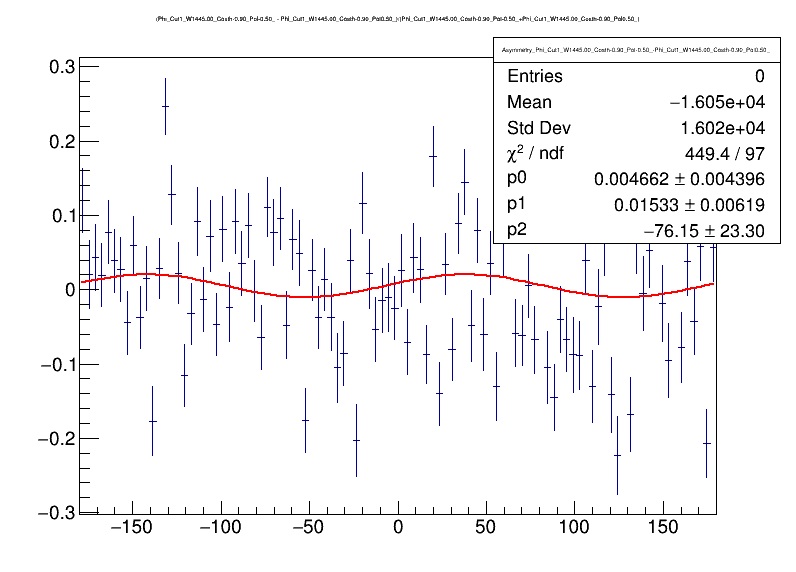 (Phi_Cut1_W1445.00_Costh-0.90_Pol-0.50_ - Phi_Cut1_W1445.00_Costh-0.90_Pol0.50_)/(Phi_Cut1_W1445.00_Costh-0.90_Pol-0.50_+Phi_Cut1_W1445.00_Costh-0.90_Pol0.50_)
Asymmetry_Phi_Cut1_W1445.00_Costh-0.90_Pol-0.50_-Phi_Cut1_W1445.00_Costh-0.90_Pol0.50_
Entries 0
Mean −1.605e+04
Std Dev 1.602e+04
χ² / ndf 449.4 / 97
p0 0.004662 ± 0.004396
p1 0.01533 ± 0.00619
p2 −76.15 ± 23.30
0.3
0.2
0.1
0
−0.1
−0.2
−0.3
−150 −100 −50 0 50 100 150